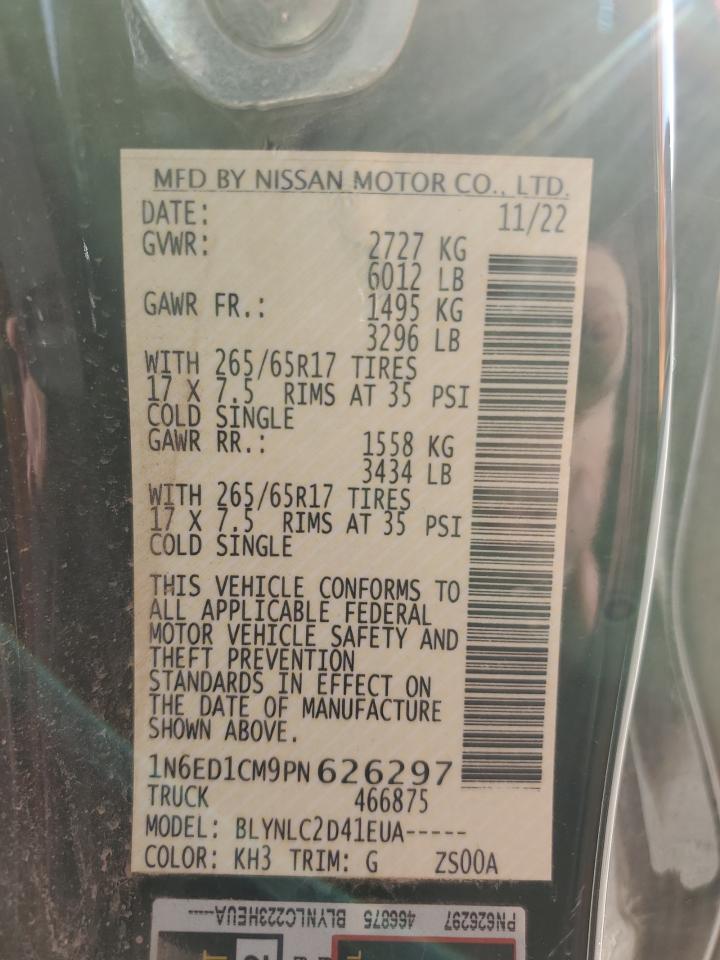 MFD BY NISSAN MOTOR CO., LTD.
DATE: 11/22
GVWR: 2727 KG
6012 LB
GAWR FR.: 1495 KG
3296 LB
WITH 265/65R17 TIRES
17 X 7.5 RIMS AT 35 PSI
COLD SINGLE
GAWR RR.: 1558 KG
3434 LB
WITH 265/65R17 TIRES
17 X 7.5 RIMS AT 35 PSI
COLD SINGLE
THIS VEHICLE CONFORMS TO
ALL APPLICABLE FEDERAL
MOTOR VEHICLE SAFETY AND
THEFT PREVENTION
STANDARDS IN EFFECT ON
THE DATE OF MANUFACTURE
SHOWN ABOVE.
1N6ED1CM9PN626297
TRUCK 466875
MODEL: BLYNLC2D41EUA-----
COLOR: KH3 TRIM: G ZS00A
PN626297 466875 BLYNLC223HEUA----